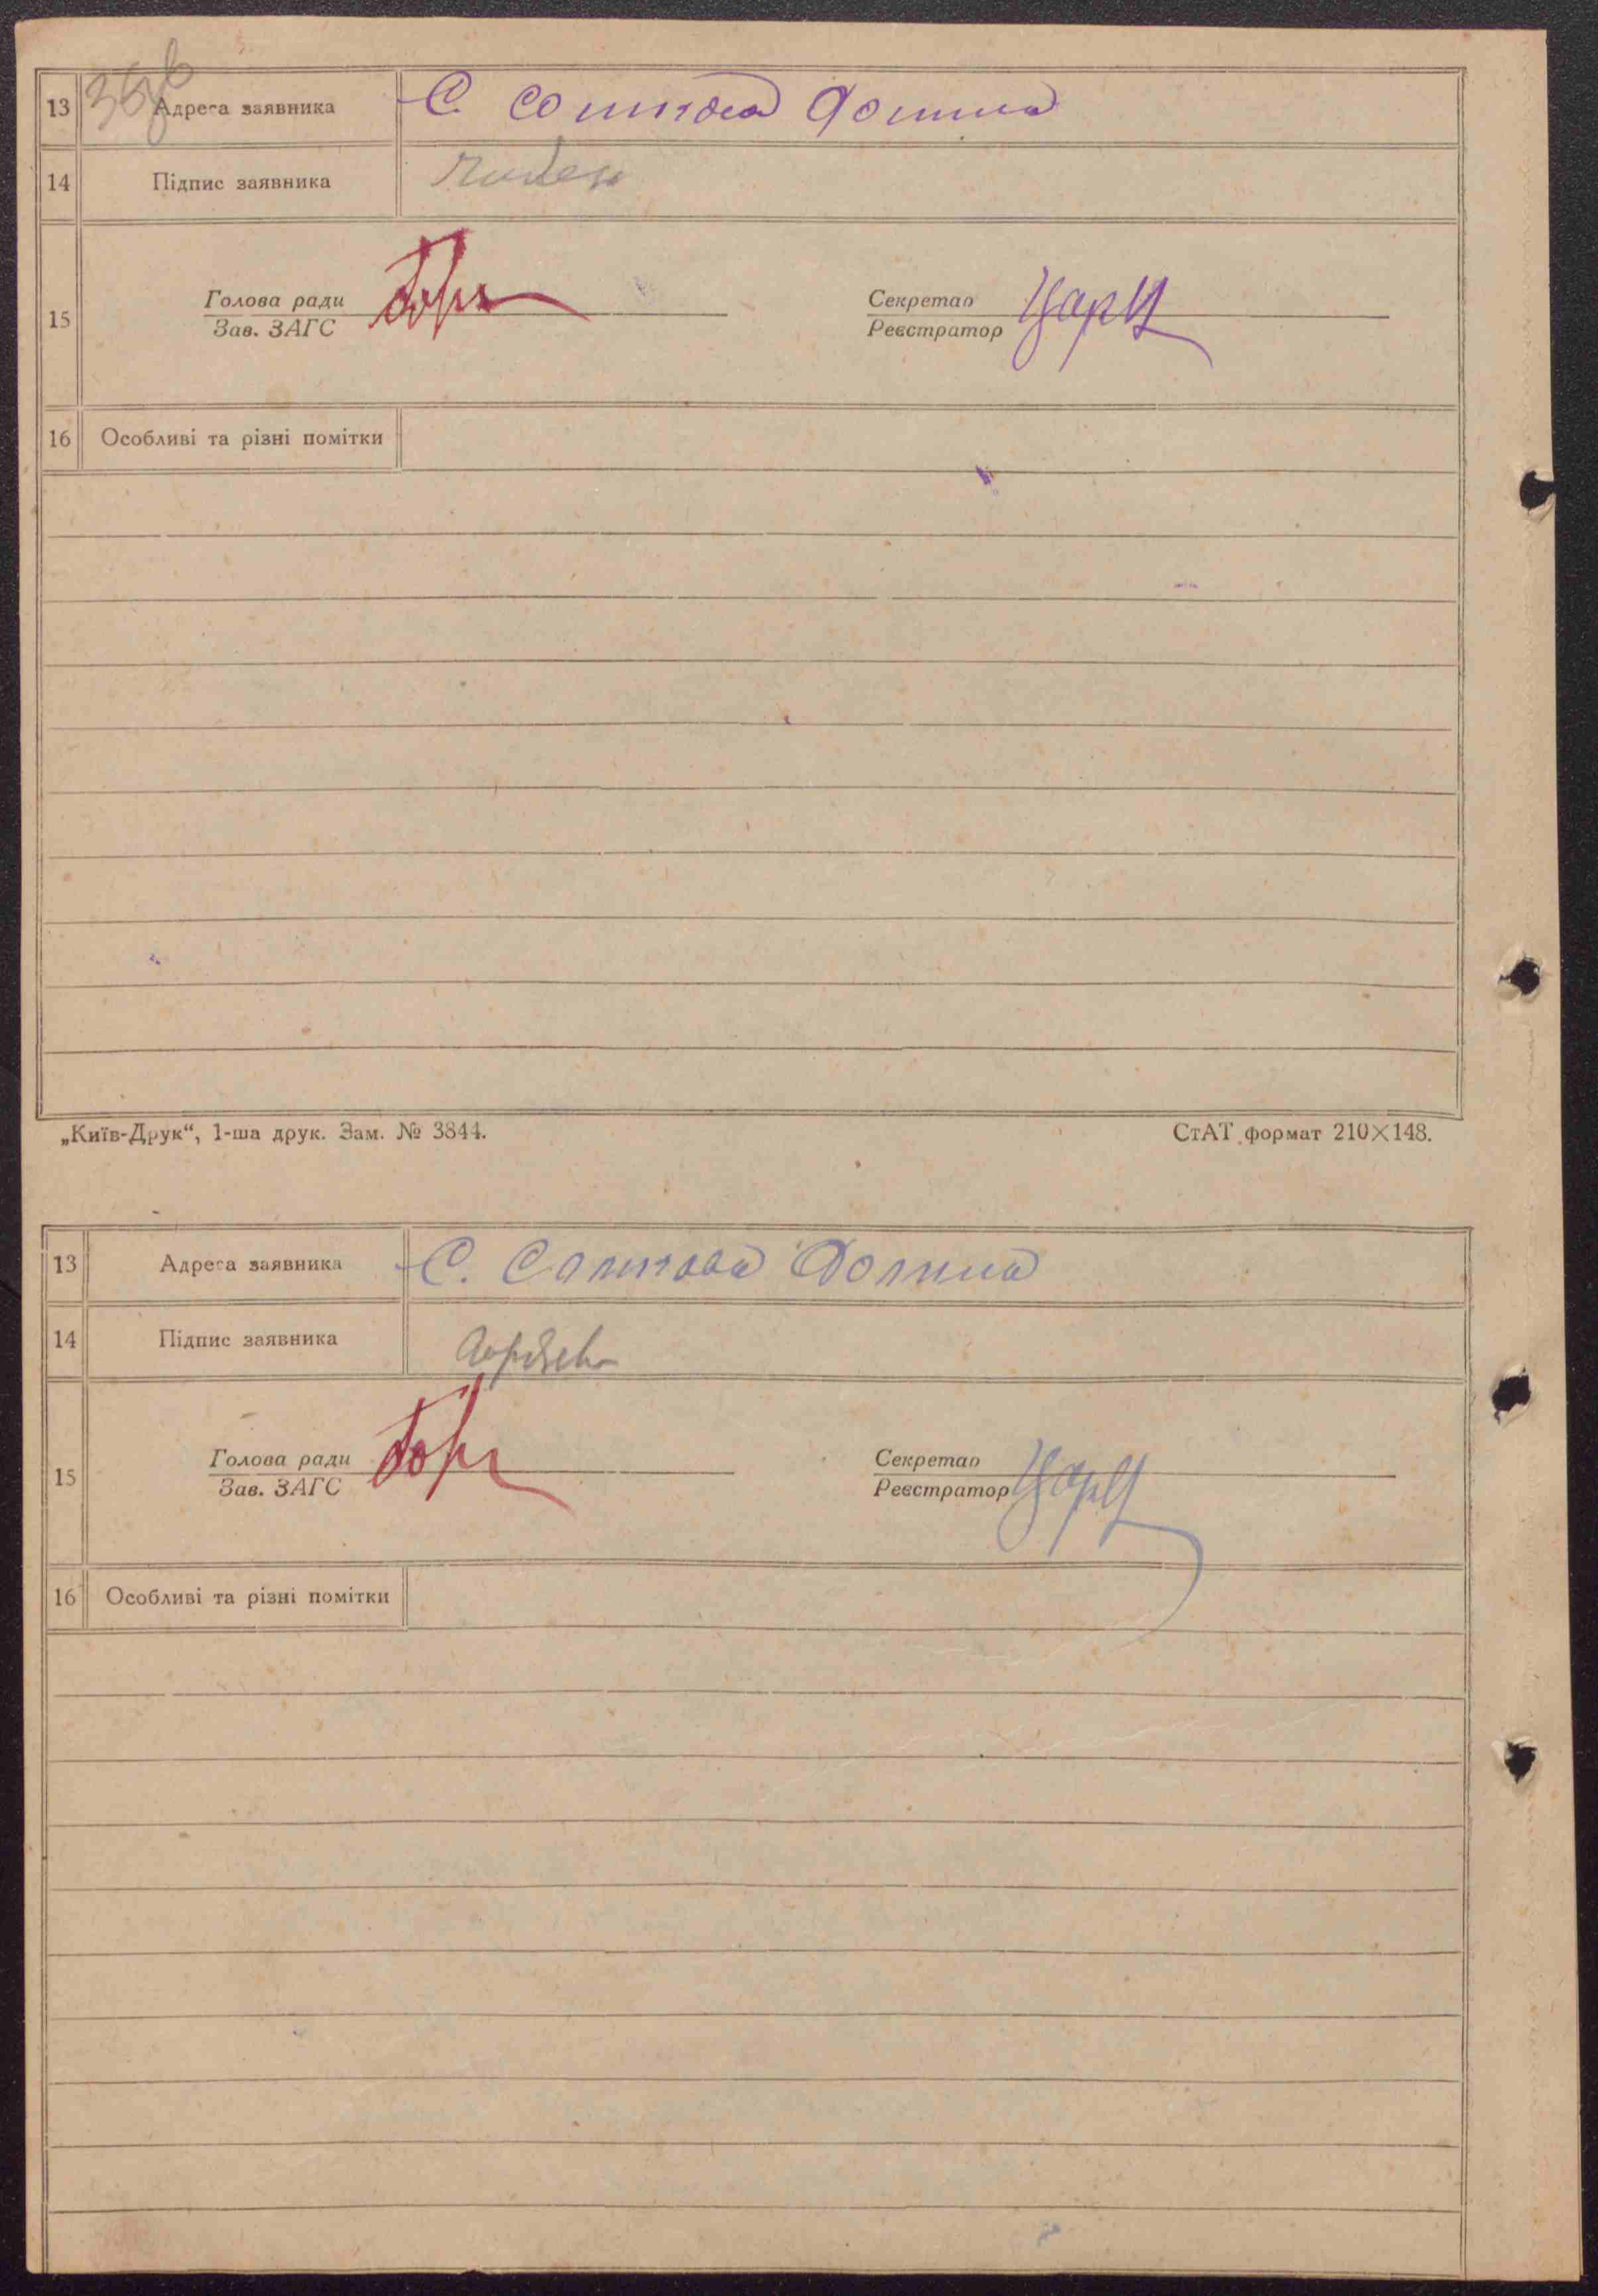 13 Адреса заявника С. Солтова Долина
14 Підпис заявника
15 Голова ради Секретар
Зав. ЗАГС Реєстратор
16 Особливі та різні помітки
„Київ-Друк“, 1-ша друк. Зам. № 3844. СтАТ формат 210×148.
13 Адреса заявника С. Солтова Долина
14 Підпис заявника
15 Голова ради Секретар
Зав. ЗАГС Реєстратор
16 Особливі та різні помітки